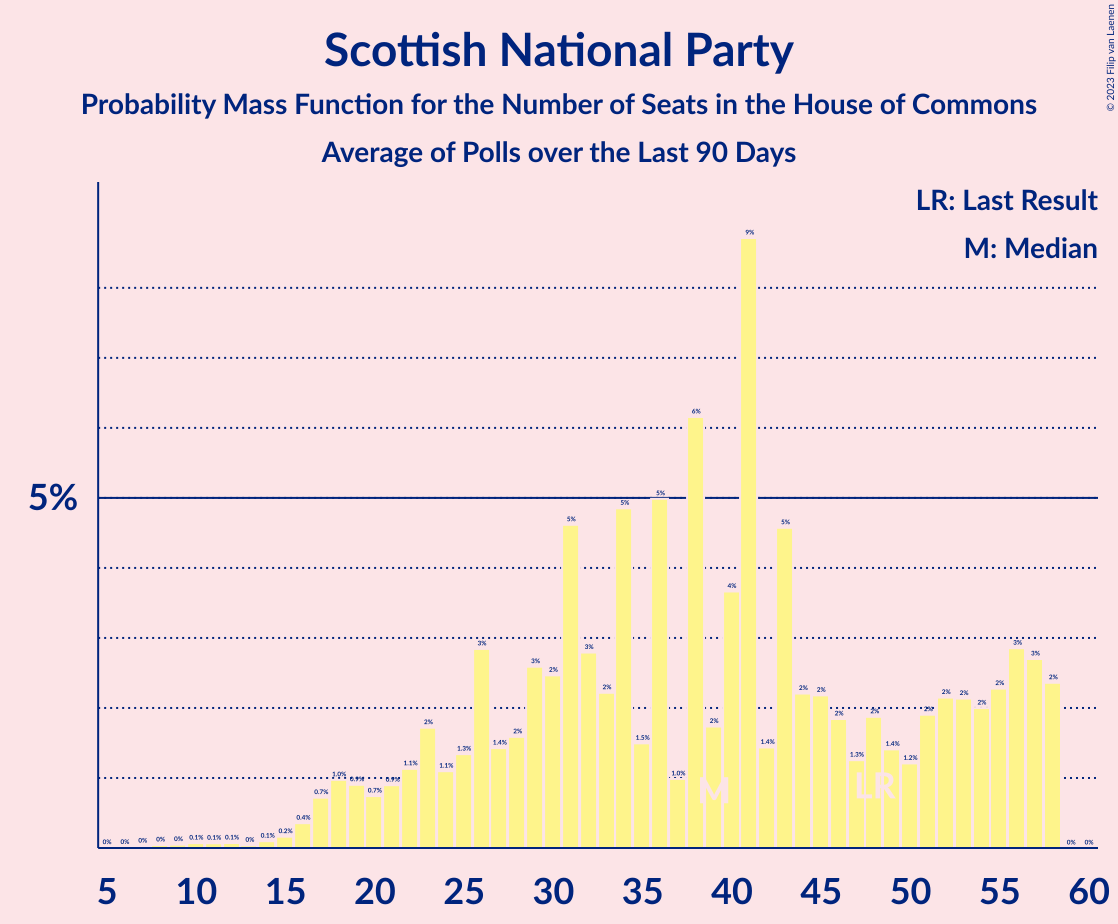 Scottish National Party
Probability Mass Function for the Number of Seats in the House of Commons
Average of Polls over the Last 90 Days
© 2023 Filip van Laenen
LR: Last Result
M: Median
5%
0% 0% 0% 0% 0% 0.1% 0.1% 0.1% 0% 0.1% 0.2% 0.4% 0.7% 1.0% 0.9% 0.7% 0.9% 1.1% 2% 1.1% 1.3% 3% 1.4% 2% 3% 2% 5% 3% 2% 5% 1.5% 5% 1.0% 6% 2% 4% 9% 1.4% 5% 2% 2% 2% 1.3% 2% 1.4% 1.2% 2% 2% 2% 2% 2% 3% 3% 2% 0% 0%
M LR
5 10 15 20 25 30 35 40 45 50 55 60